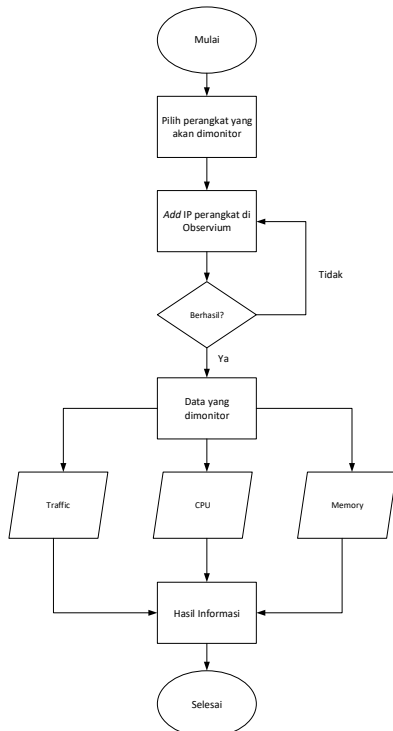 Mulai
Pilih perangkat yang
akan dimonitor
Add IP perangkat di
Observium
Tidak
Berhasil?
Ya
Data yang
dimonitor
Traffic
CPU
Memory
Hasil Informasi
Selesai